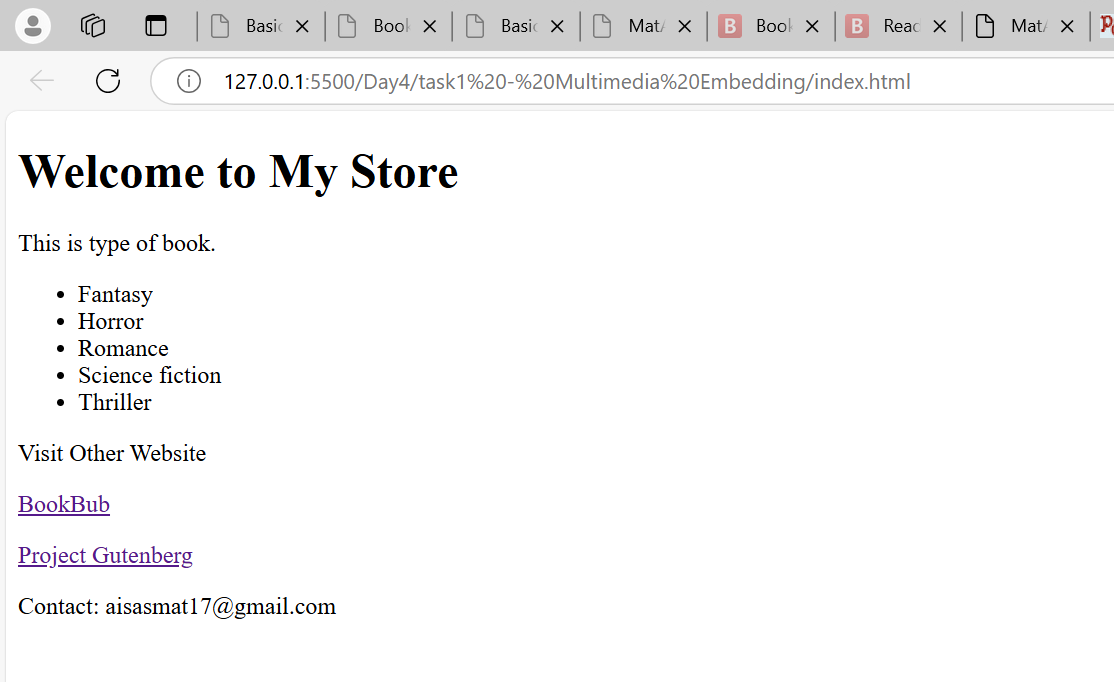 Basic Book Basic MatA Book Read MatA
127.0.0.1:5500/Day4/task1%20-%20Multimedia%20Embedding/index.html
Welcome to My Store
This is type of book.
Fantasy
Horror
Romance
Science fiction
Thriller
Visit Other Website
BookBub
Project Gutenberg
Contact: aisasmat17@gmail.com